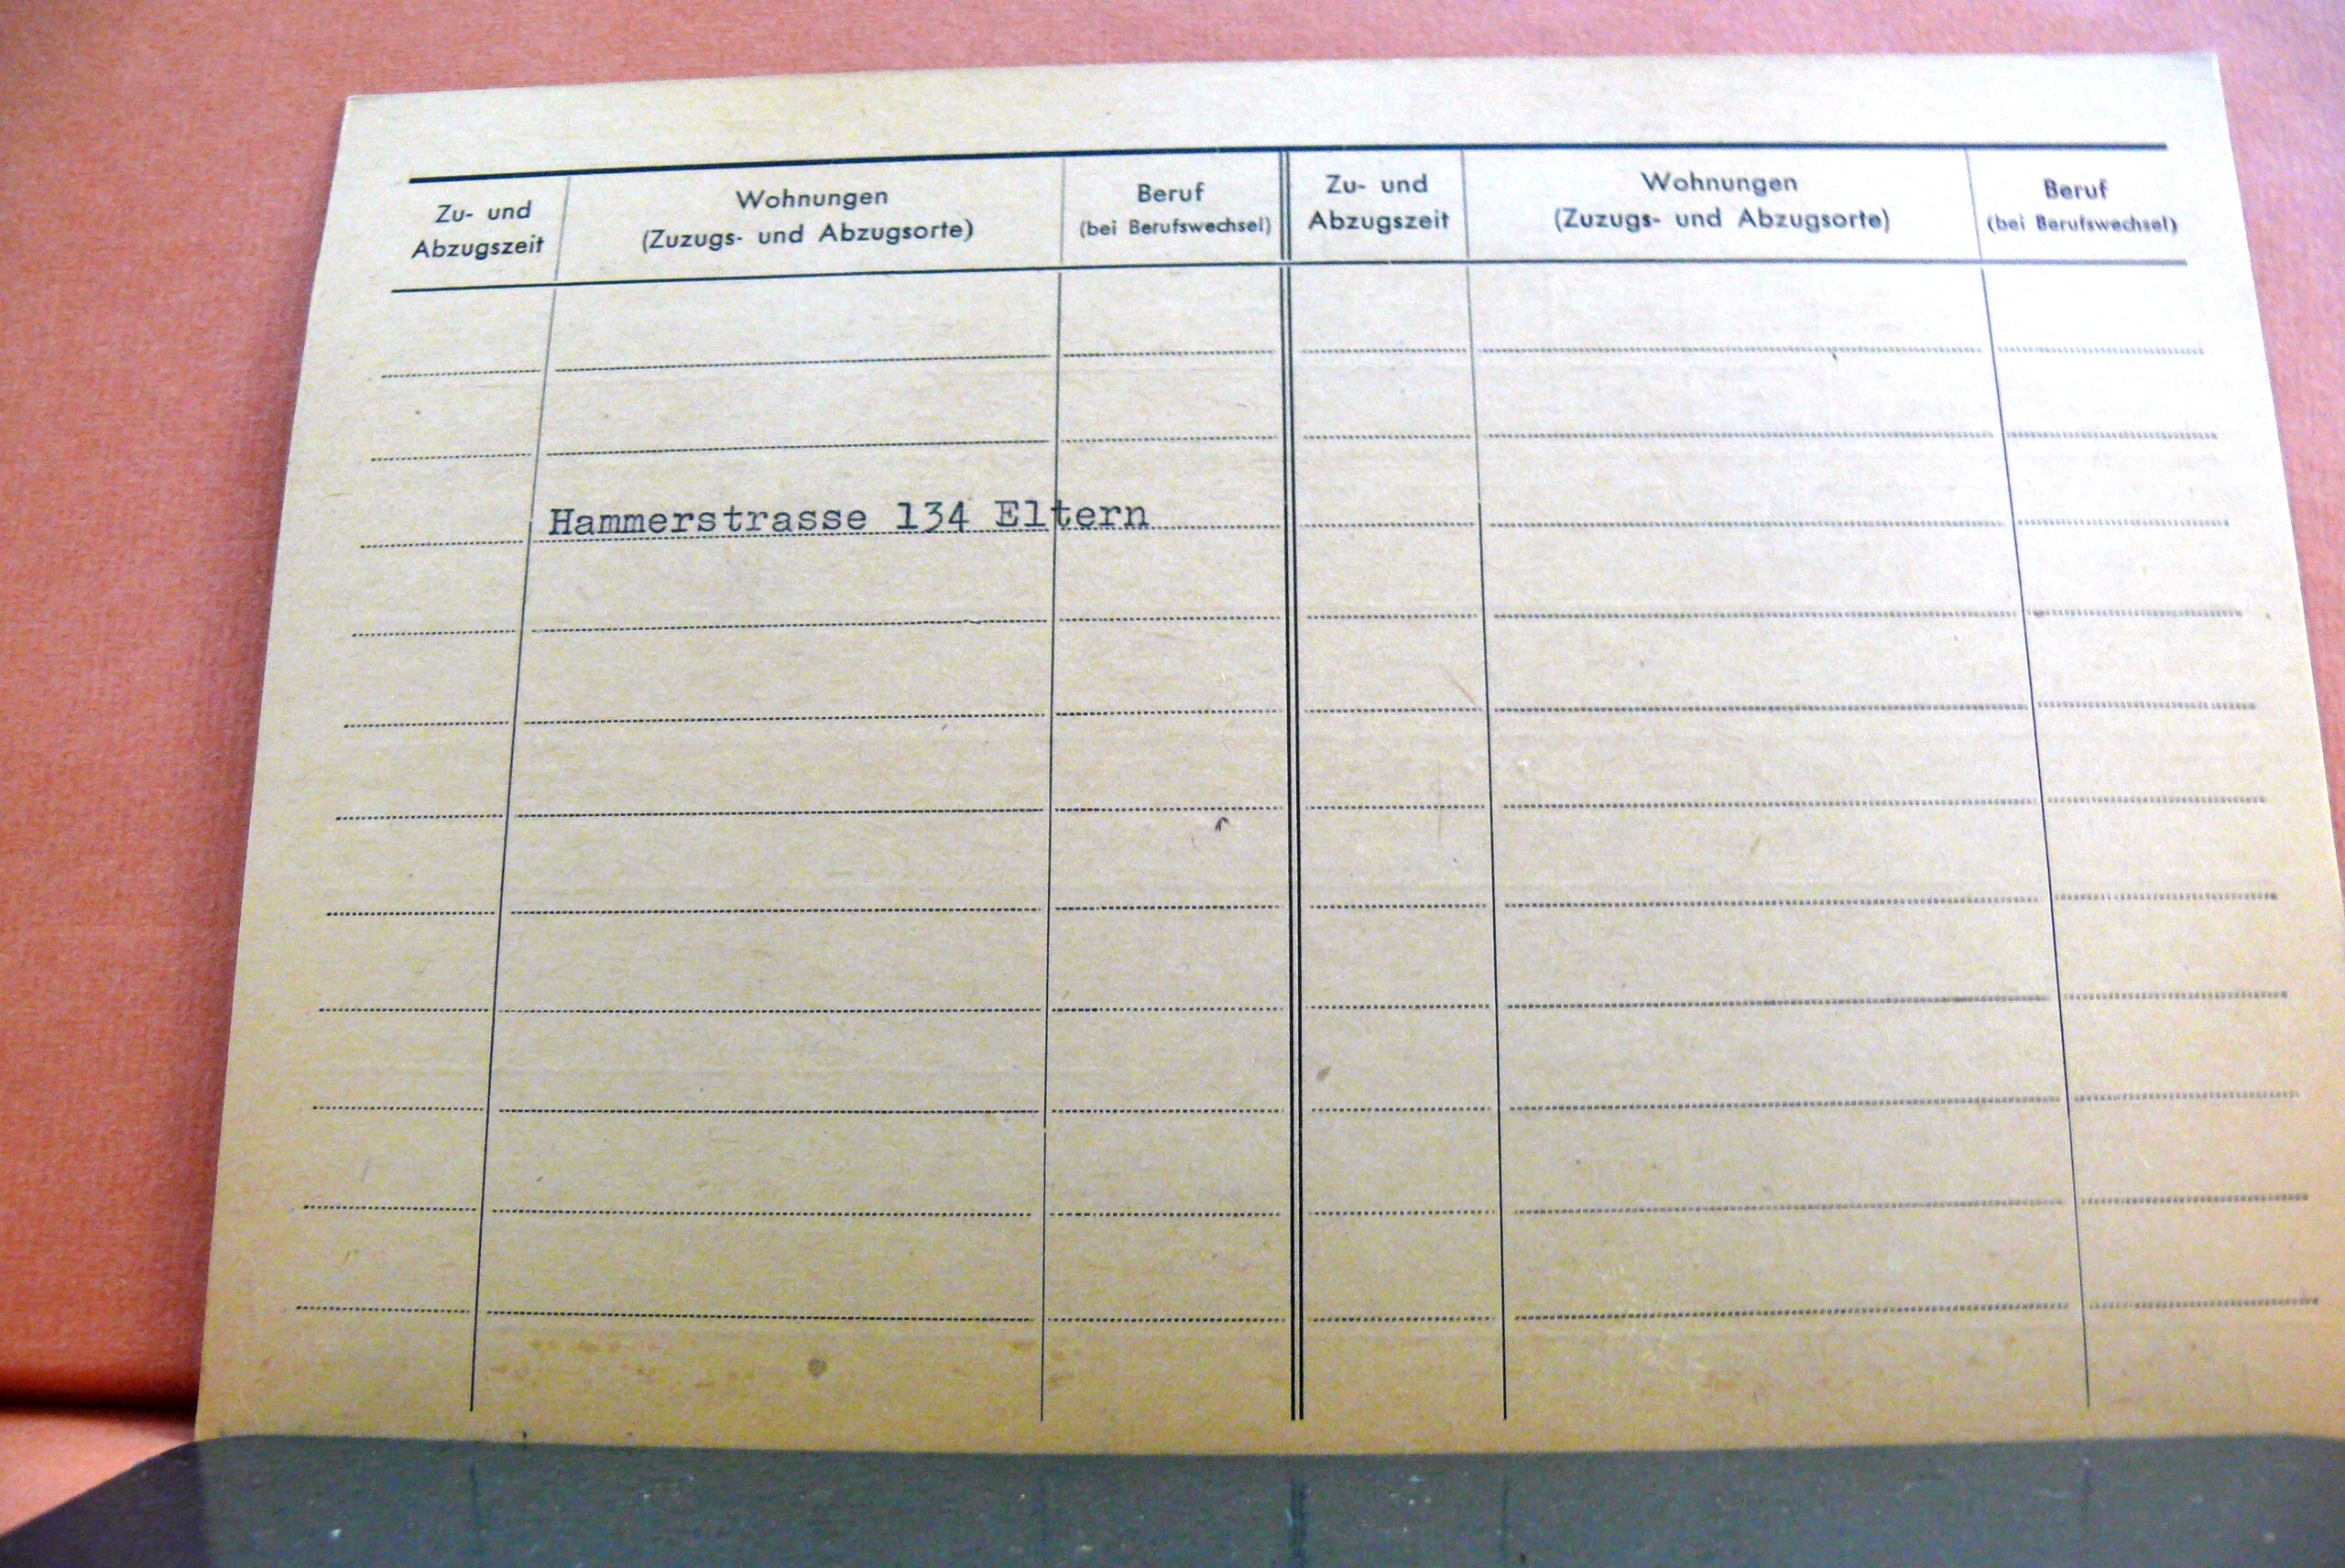 Zu- und Abzugszeit
Wohnungen
(Zuzugs- und Abzugsorte)
Beruf
(bei Berufswechsel)
Zu- und Abzugszeit
Wohnungen
(Zuzugs- und Abzugsorte)
Beruf
(bei Berufswechsel)
Hammerstrasse 134 Eltern